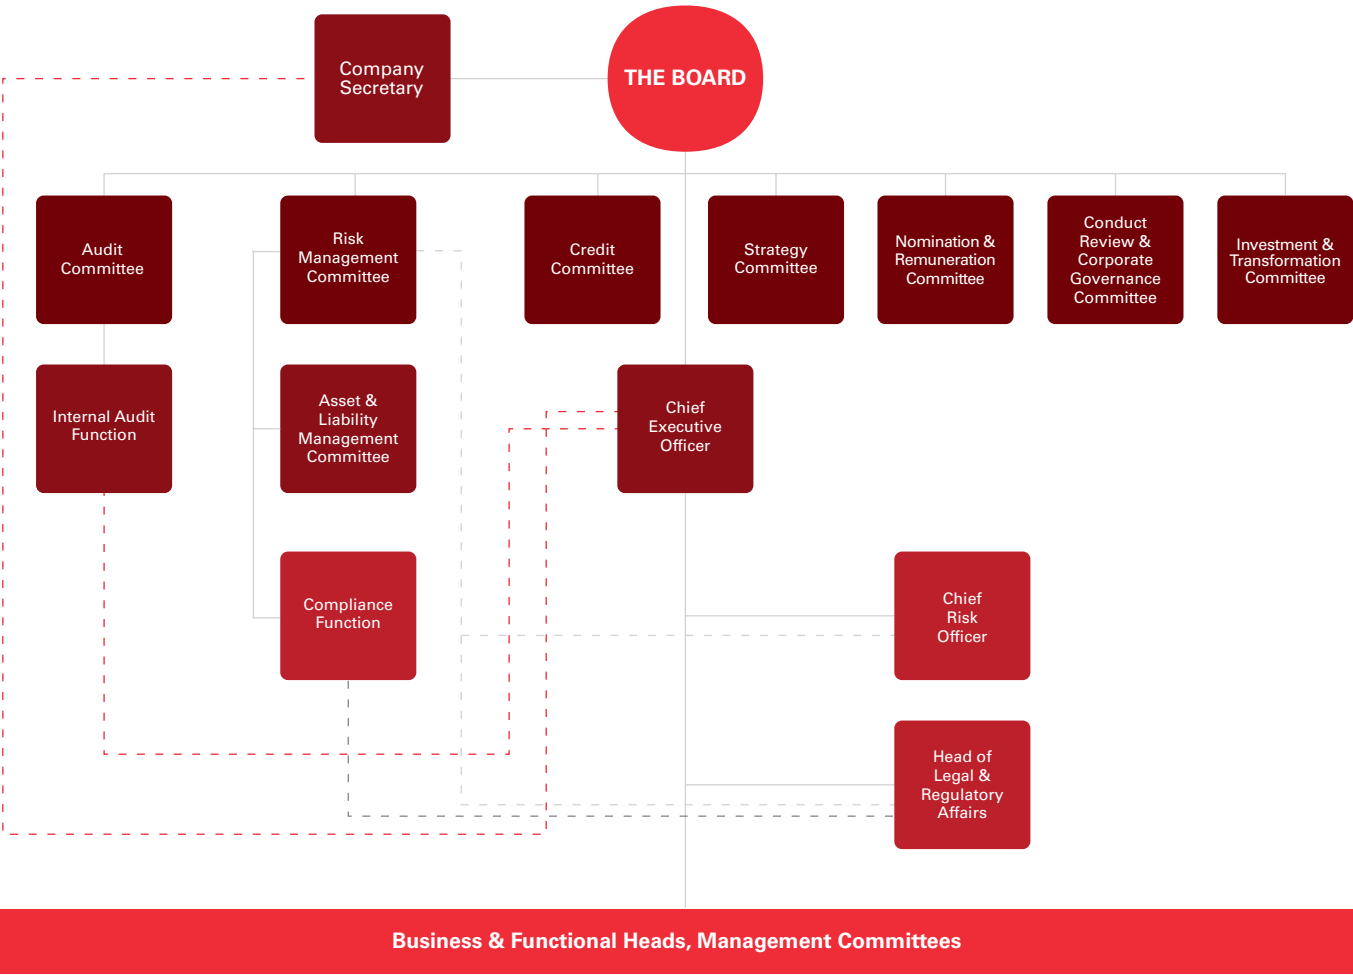 Company
Secretary
THE BOARD
Audit
Committee
Risk
Management
Committee
Credit
Committee
Strategy
Committee
Nomination &
Remuneration
Committee
Conduct
Review &
Corporate
Governance
Committee
Investment &
Transformation
Committee
Internal Audit
Function
Asset &
Liability
Management
Committee
Chief
Executive
Officer
Compliance
Function
Chief
Risk
Officer
Head of
Legal &
Regulatory
Affairs
Business & Functional Heads, Management Committees